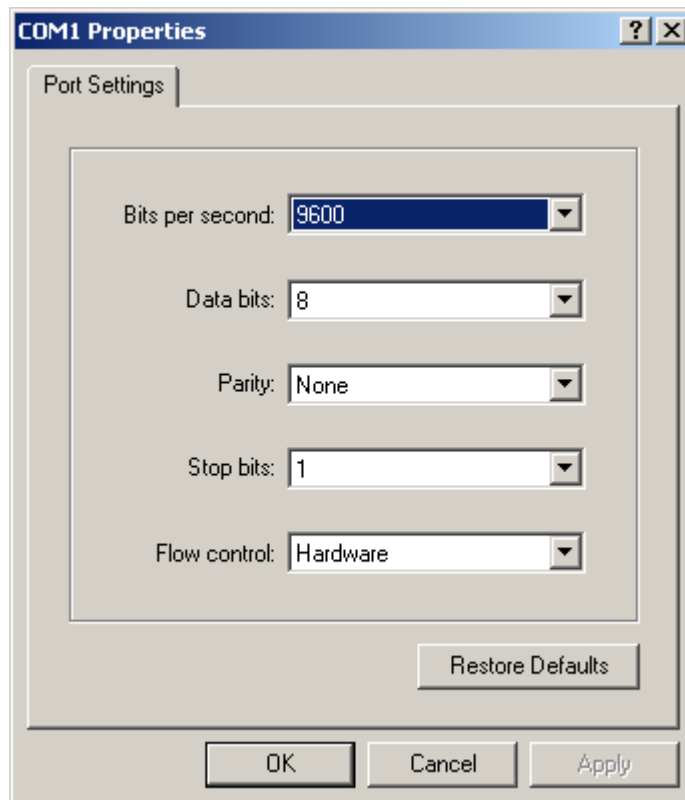 COM1 Properties
Port Settings
Bits per second: 9600
Data bits: 8
Parity: None
Stop bits: 1
Flow control: Hardware
Restore Defaults
OK Cancel Apply